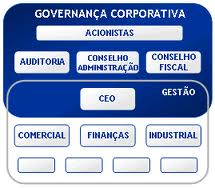 GOVERNANÇA CORPORATIVA
ACIONISTAS
AUDITORIA
CONSELHO
ADMINISTRAÇÃO
CONSELHO
FISCAL
CEO
GESTÃO
COMERCIAL
FINANÇAS
INDUSTRIAL